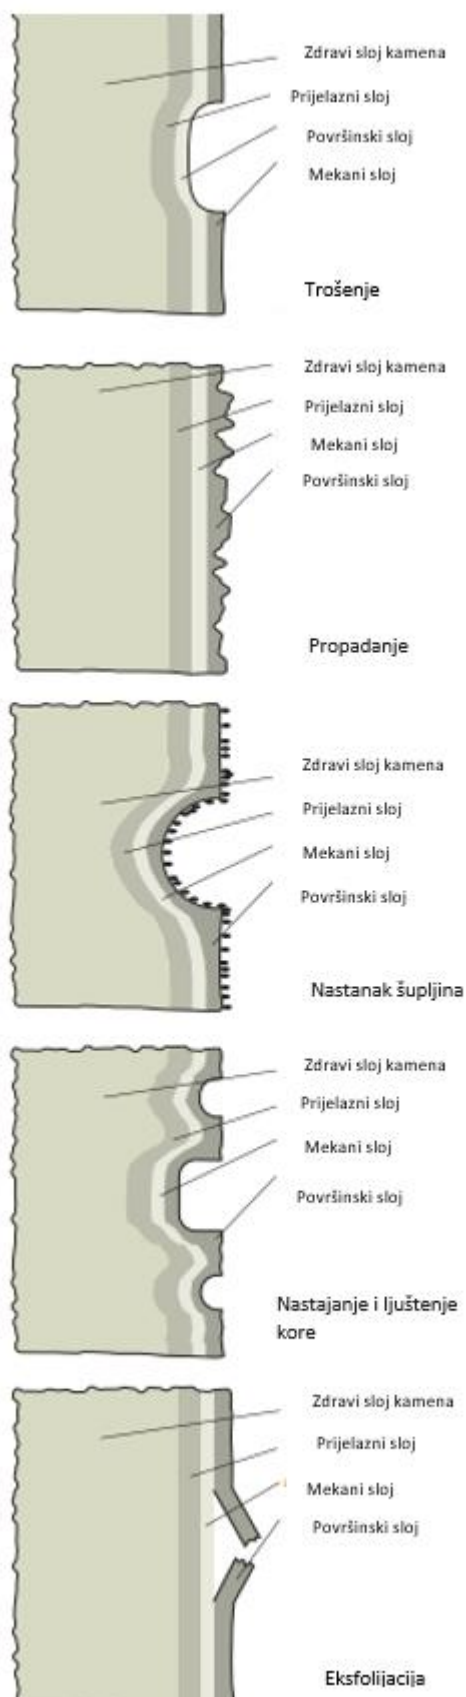 Zdravi sloj kamena
Prijelazni sloj
Površinski sloj
Mekani sloj
Trošenje
Zdravi sloj kamena
Prijelazni sloj
Mekani sloj
Površinski sloj
Propadanje
Zdravi sloj kamena
Prijelazni sloj
Mekani sloj
Površinski sloj
Nastanak šupljina
Zdravi sloj kamena
Prijelazni sloj
Mekani sloj
Površinski sloj
Nastajanje i ljuštenje
kore
Zdravi sloj kamena
Prijelazni sloj
Mekani sloj
Površinski sloj
Eksfolijacija